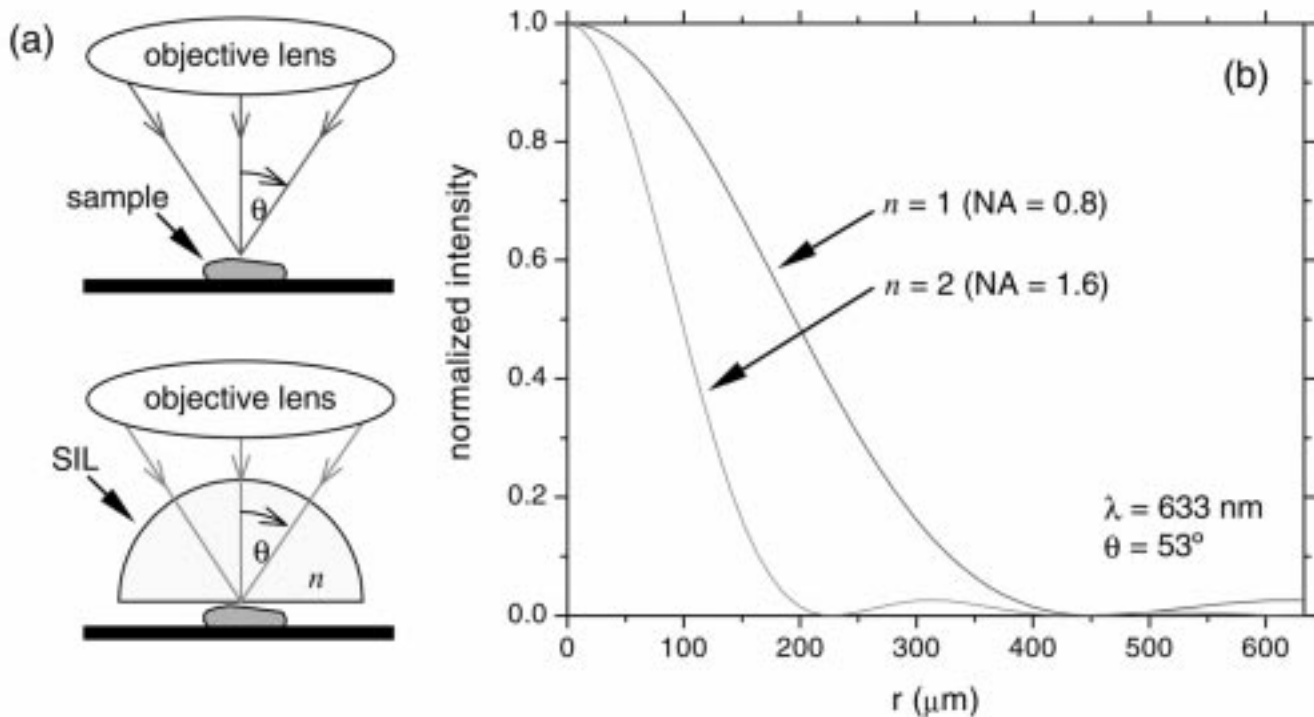 (a)
objective lens
θ
sample
objective lens
SIL
θ
n
(b)
normalized intensity
1.0
0.8
0.6
0.4
0.2
0.0
n = 1 (NA = 0.8)
n = 2 (NA = 1.6)
λ = 633 nm
θ = 53º
0 100 200 300 400 500 600
r (μm)